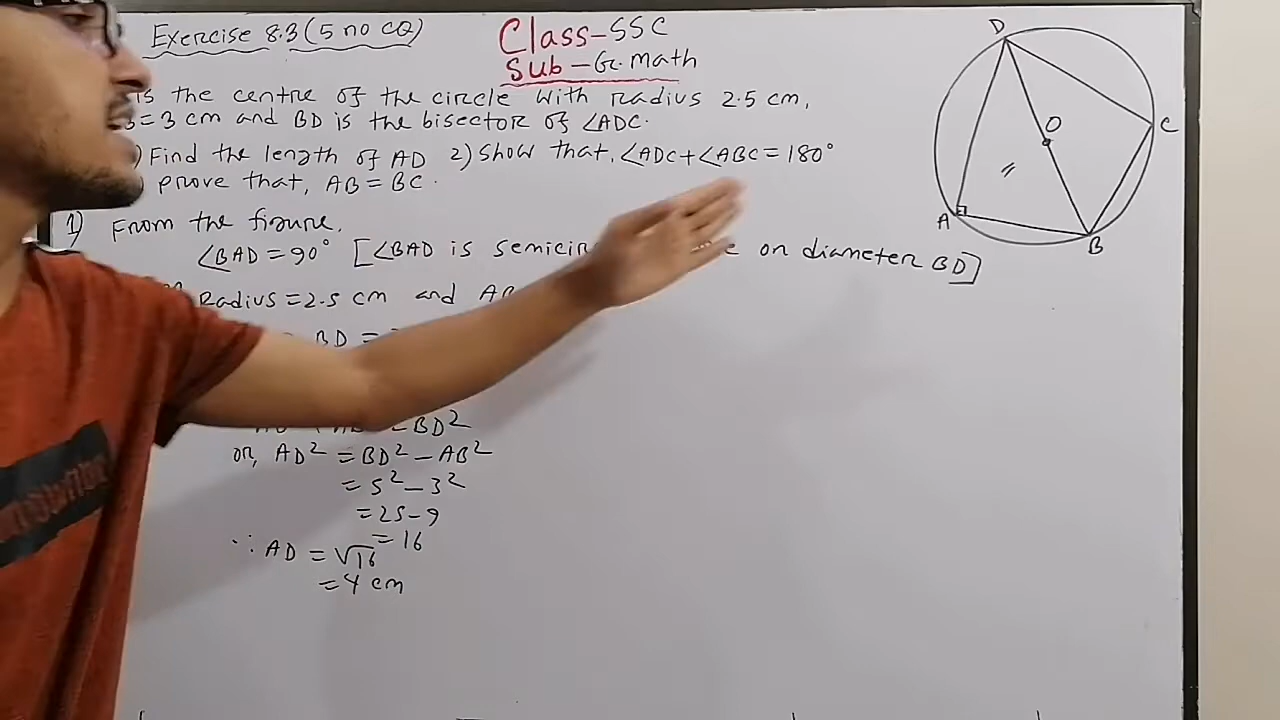 Exercise 8.3 (5 no CQ)
Class-SSC
Sub-G. math
is the centre of the circle with radius 2.5 cm,
=3 cm and BD is the bisector of ∠ADC.
) Find the length of AD 2) Show that, ∠ADC+∠ABC=180°
) prove that, AB=BC.
1) From the figure,
∠BAD=90° [∠BAD is on diameter BD]
Radius=2.5 cm and
BD =
BD²
or, AD² = BD²-AB²
= 5²-3²
=25-9
=16
∴ AD = √16
=4 cm
D
O
C
A
B